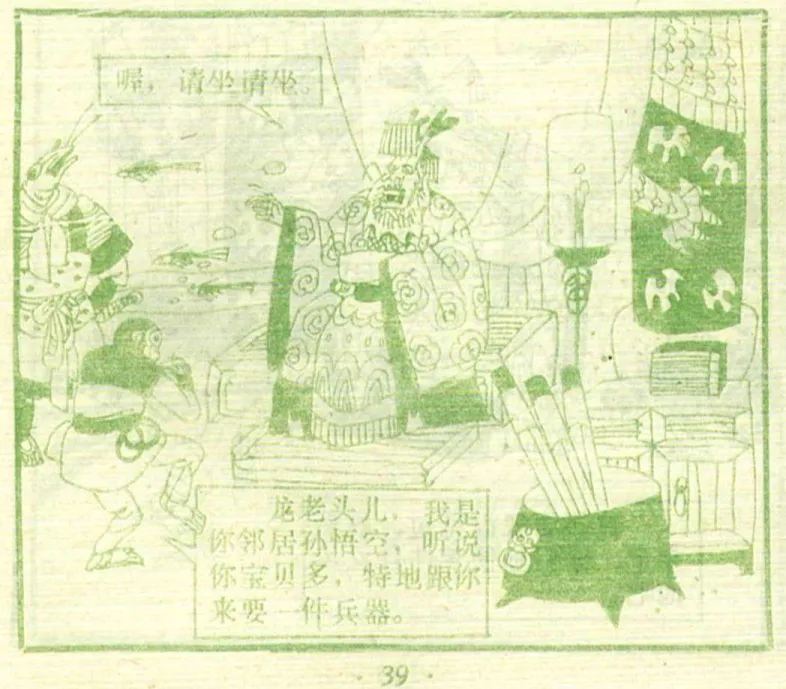 喔，请坐请坐。
龙老头儿，我是
你邻居孙悟空，听说
你宝贝多，特地跟你
来要一件兵器。
· 39 ·